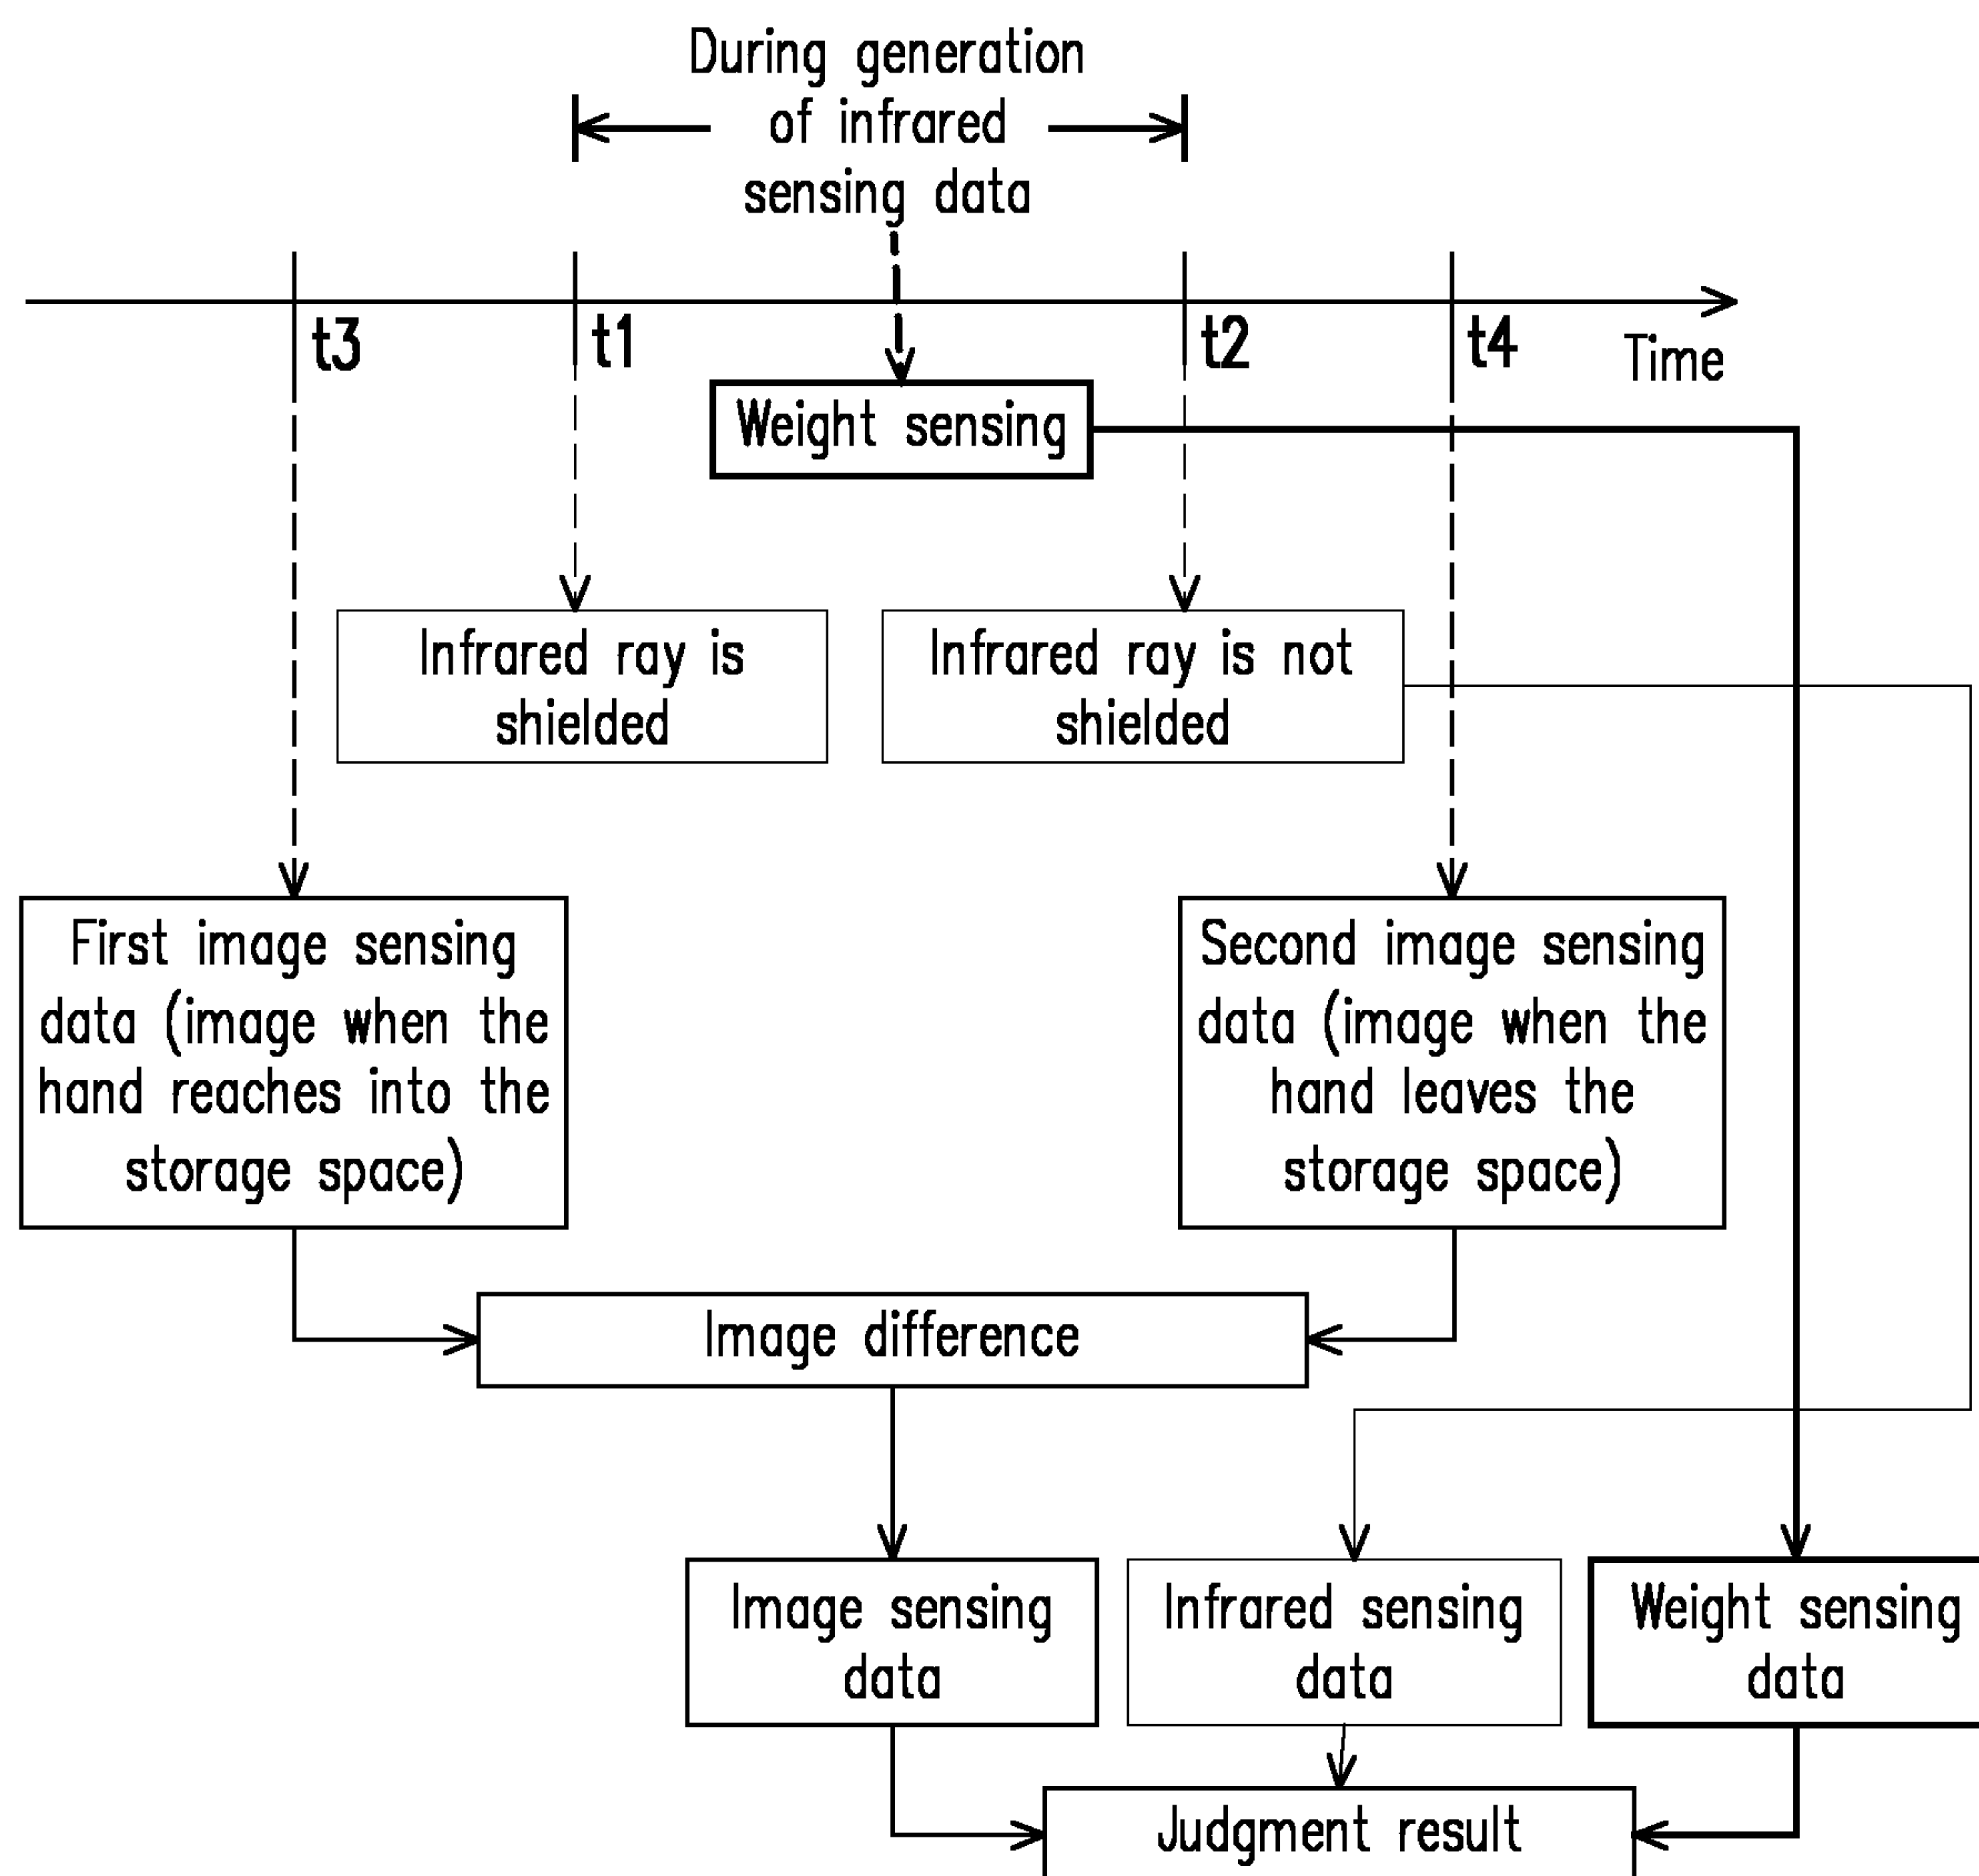 During generation
of infrared
sensing data
t3
t1
t2
t4
Time
Weight sensing
Infrared ray is
shielded
Infrared ray is not
shielded
First image sensing
data (image when the
hand reaches into the
storage space)
Second image sensing
data (image when the
hand leaves the
storage space)
Image difference
Image sensing
data
Infrared sensing
data
Weight sensing
data
Judgment result